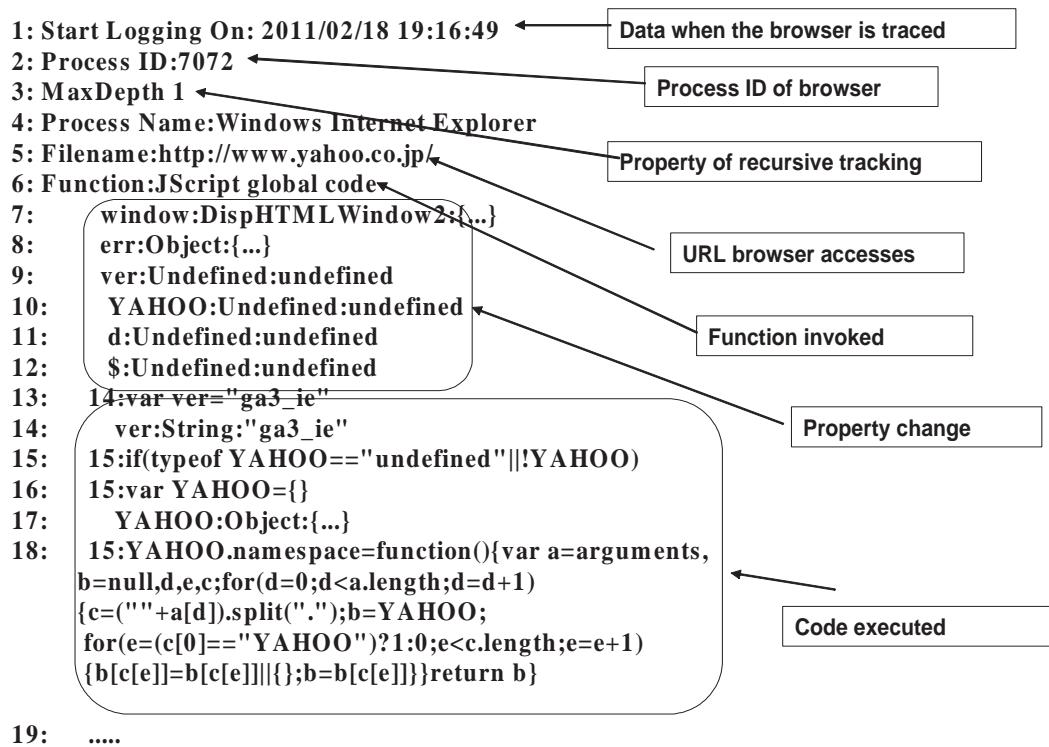 1: Start Logging On: 2011/02/18 19:16:49
Data when the browser is traced
2: Process ID:7072
Process ID of browser
3: MaxDepth 1
4: Process Name:Windows Internet Explorer
Property of recursive tracking
5: Filename:http://www.yahoo.co.jp/
6: Function:JScript global code
7: window:DispHTMLWindow2:{...}
8: err:Object:{...}
URL browser accesses
9: ver:Undefined:undefined
10: YAHOO:Undefined:undefined
11: d:Undefined:undefined
Function invoked
12: $:Undefined:undefined
13: 14:var ver="ga3_ie"
14: ver:String:"ga3_ie"
Property change
15: 15:if(typeof YAHOO=="undefined"||!YAHOO)
16: 15:var YAHOO={}
17: YAHOO:Object:{...}
18: 15:YAHOO.namespace=function(){var a=arguments,
b=null,d,e,c;for(d=0;d<a.length;d=d+1)
{c=(""+a[d]).split(".");b=YAHOO;
Code executed
for(e=(c[0]=="YAHOO")?1:0;e<c.length;e=e+1)
{b[c[e]]=b[c[e]]||{};b=b[c[e]]}}return b}
19: .....